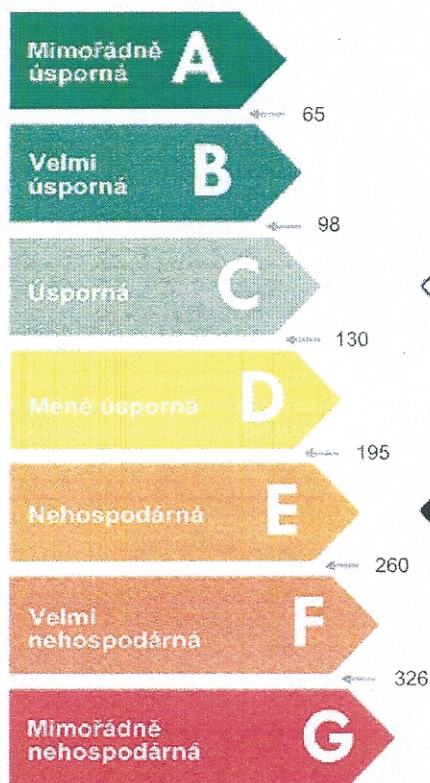 Mimořádně
úsporná
A
65
Velmi
úsporná
B
98
Úsporná
C
130
Méně úsporná
D
195
Nehospodárná
E
260
Velmi
nehospodárná
F
326
Mimořádně
nehospodárná
G